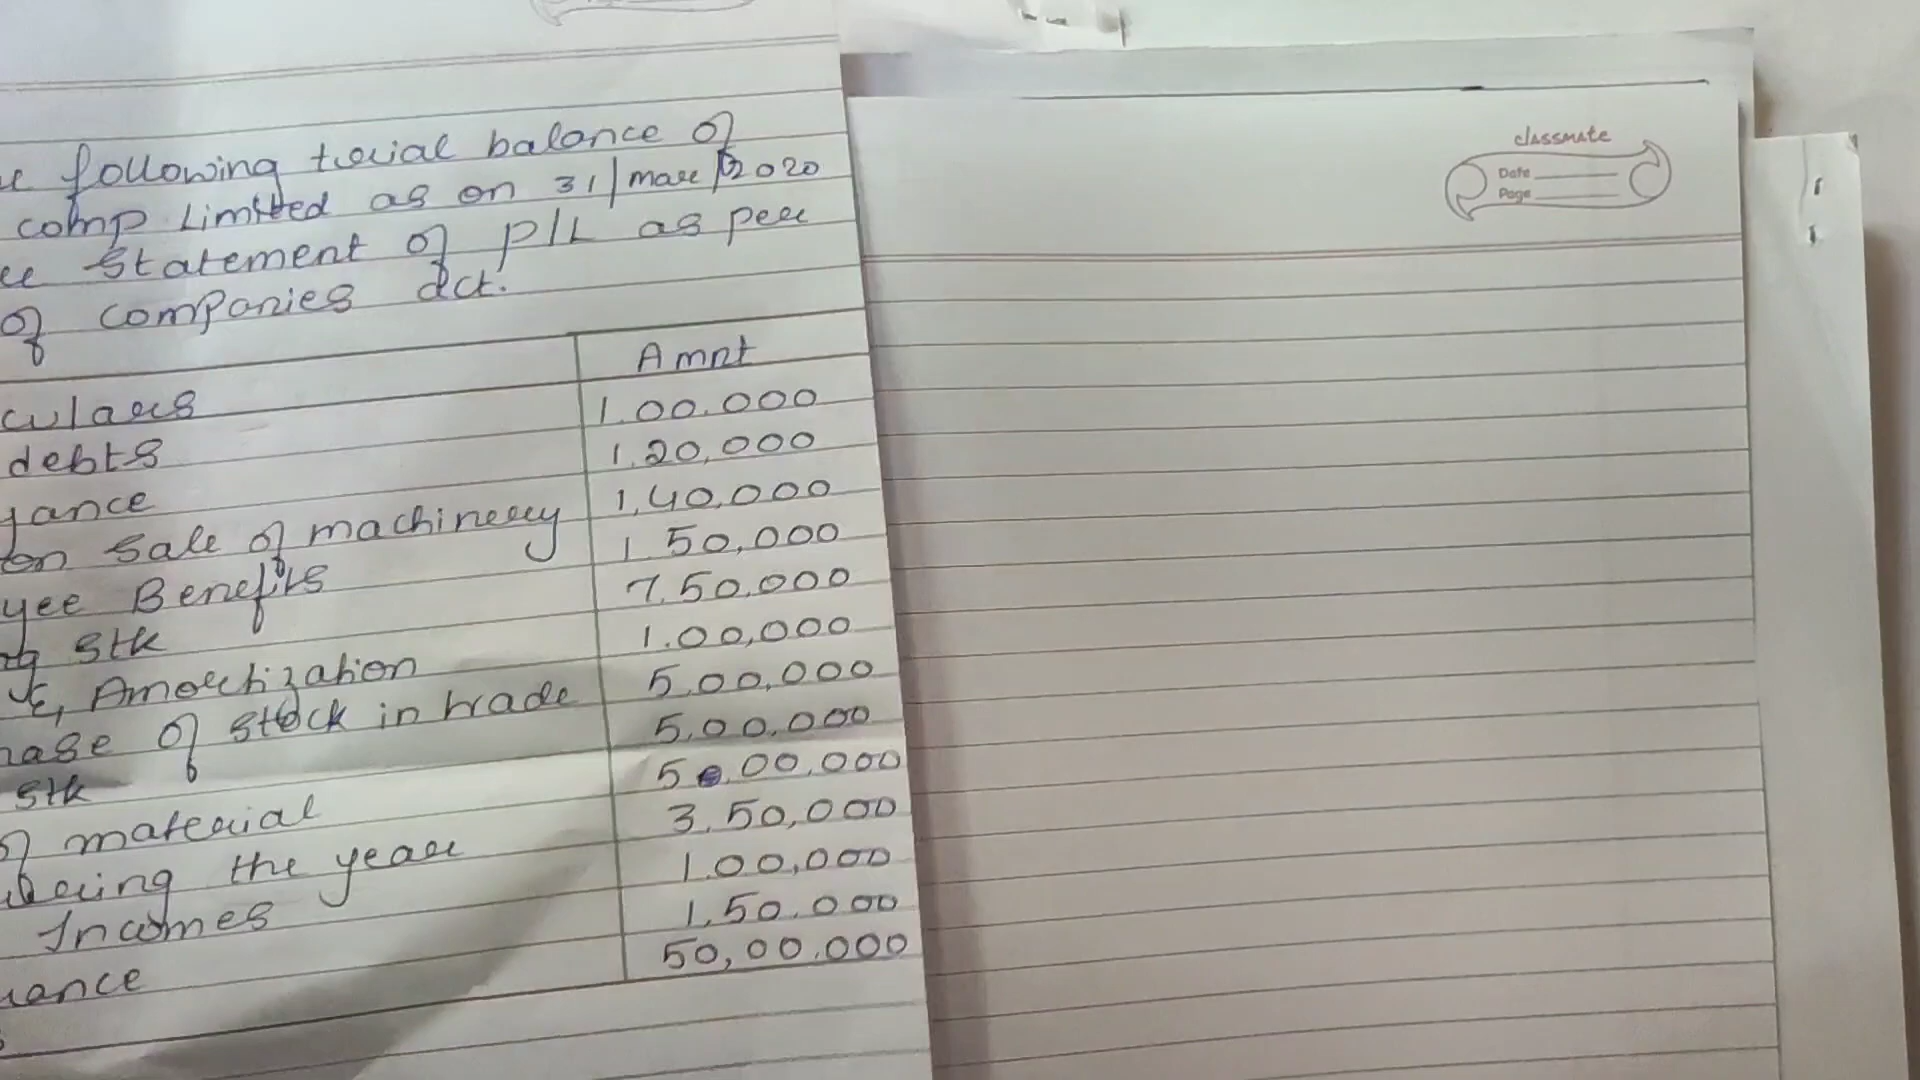 following trial balance of
comp Limited as on 31/mar/2020
Statement of P/L as per
of companies Act.
culars Amnt
debts 1.00.000
yance 1,20,000
on sale of machinery 1,40,000
yee Benefits 1 50,000
ng Stk 7.50.000
&, Amortization 1.00,000
hase of stock in trade 5,00,000
stk 5,00,000
of material 5 00,000
During the year 3,50,000
Incomes 1.00,000
rance 1,50.000
50,00.000
classmate
Date
Page